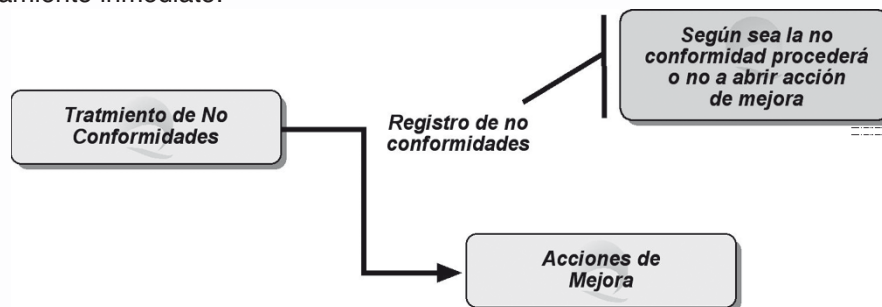 amiento inmediato.
Según sea la no
conformidad procederá
o no a abrir acción
de mejora
Tratmiento de No
Conformidades
Registro de no
conformidades
Acciones de
Mejora